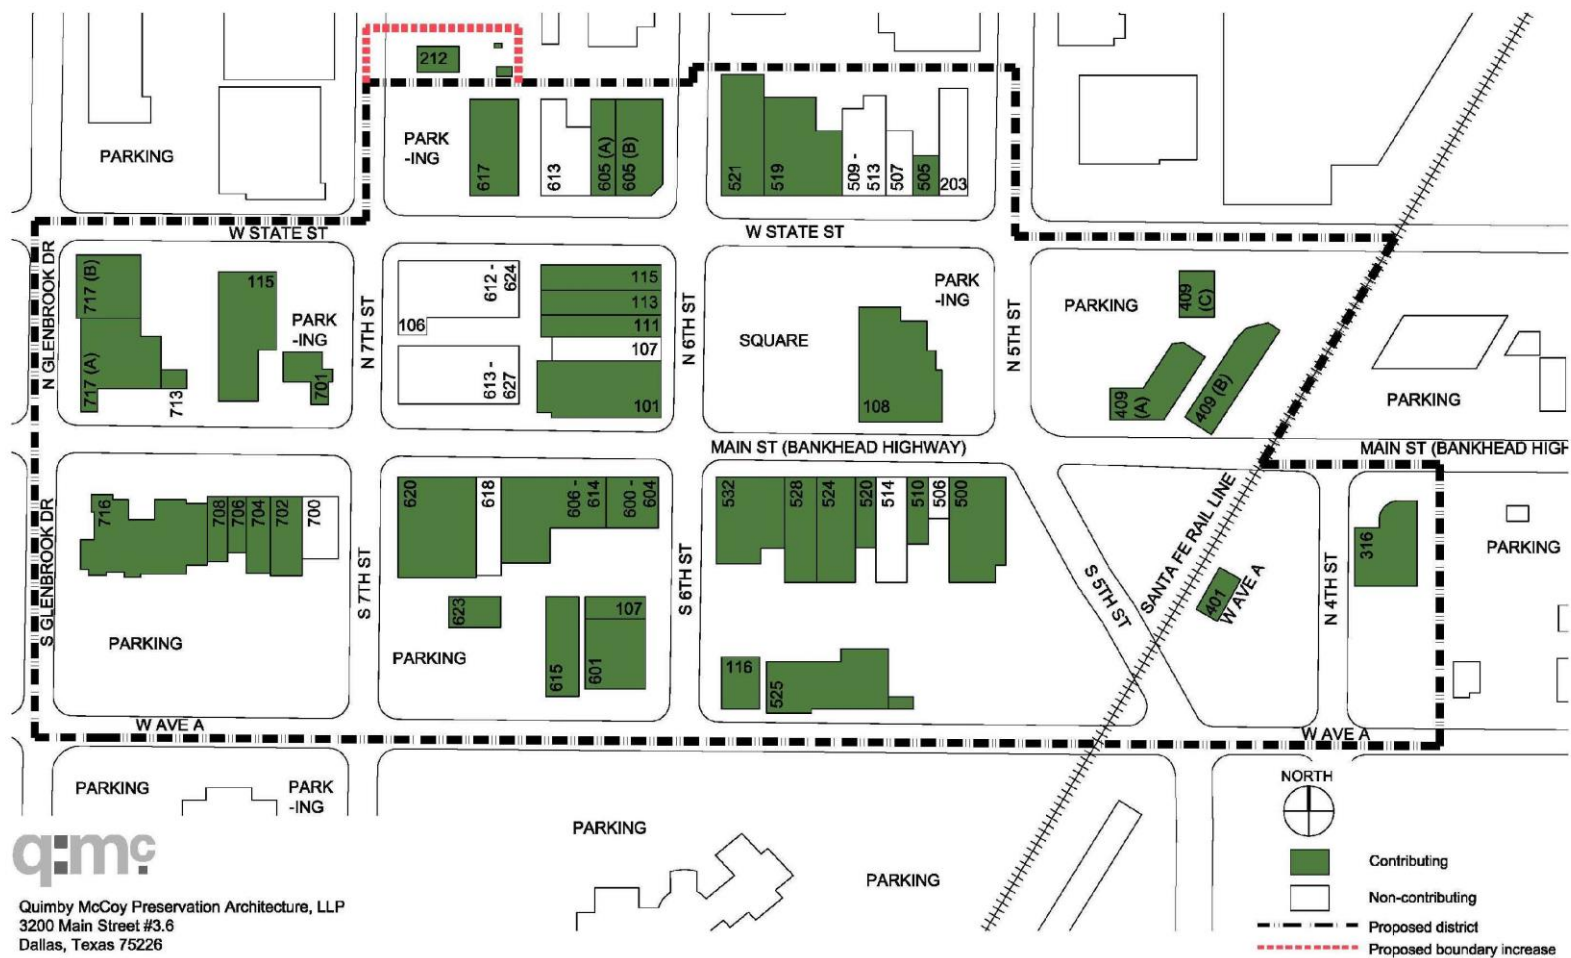 212
PARK
-ING
617
613
605 (A)
605 (B)
521
519
509 -
513
507
505
203
PARKING
W STATE ST
W STATE ST
N GLENBROOK DR
717 (B)
717 (A)
713
115
PARK
-ING
701
N 7TH ST
612 -
624
106
613 -
627
115
113
111
107
101
N 6TH ST
SQUARE
PARK
-ING
108
N 5TH ST
PARKING
409
(C)
409
(A)
409 (B)
PARKING
MAIN ST (BANKHEAD HIGHWAY)
MAIN ST (BANKHEAD HIGH
S GLENBROOK DR
716
708
706
704
702
700
PARKING
S 7TH ST
620
618
606 -
614
600 -
604
623
PARKING
615
601
107
S 6TH ST
532
528
524
520
514
510
506
500
116
525
S 5TH ST
SANTA FE RAIL LINE
401
W AVE A
N 4TH ST
316
PARKING
W AVE A
W AVE A
PARKING
PARK
-ING
PARKING
PARKING
NORTH
Contributing
Non-contributing
Proposed district
Proposed boundary increase
q:mc
Quimby McCoy Preservation Architecture, LLP
3200 Main Street #3.6
Dallas, Texas 75226